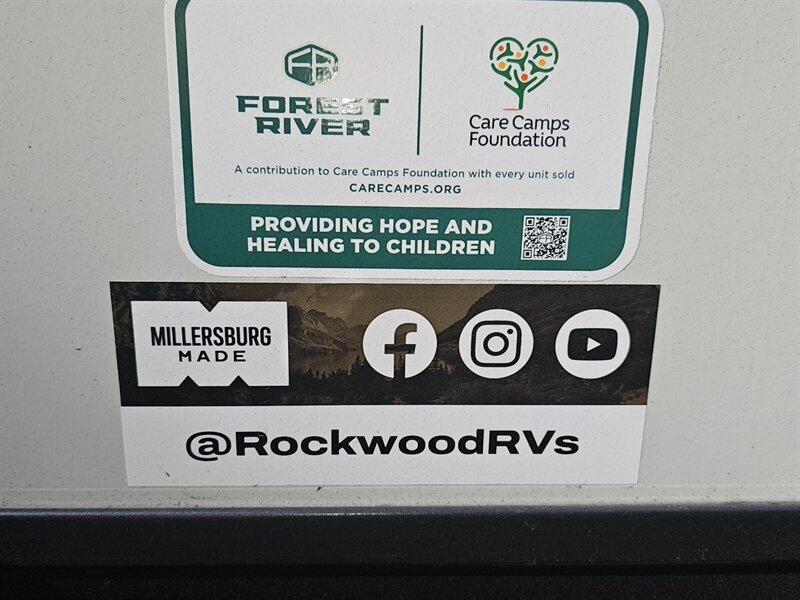 FOREST
RIVER
Care Camps
Foundation
A contribution to Care Camps Foundation with every unit sold
CARECAMPS.ORG
PROVIDING HOPE AND
HEALING TO CHILDREN
MILLERSBURG
MADE
@RockwoodRVs